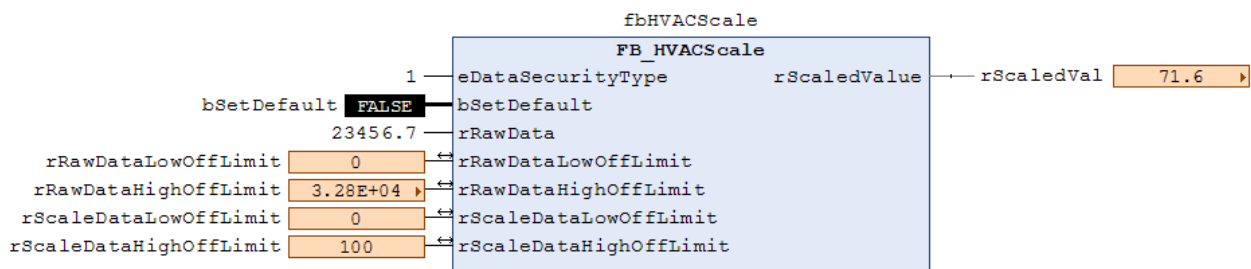 fbHVACScale
FB_HVACScale
1 eDataSecurityType rScaledValue rScaledVal 71.6
bSetDefault FALSE bSetDefault
23456.7 rRawData
rRawDataLowOffLimit 0 rRawDataLowOffLimit
rRawDataHighOffLimit 3.28E+04 rRawDataHighOffLimit
rScaleDataLowOffLimit 0 rScaleDataLowOffLimit
rScaleDataHighOffLimit 100 rScaleDataHighOffLimit